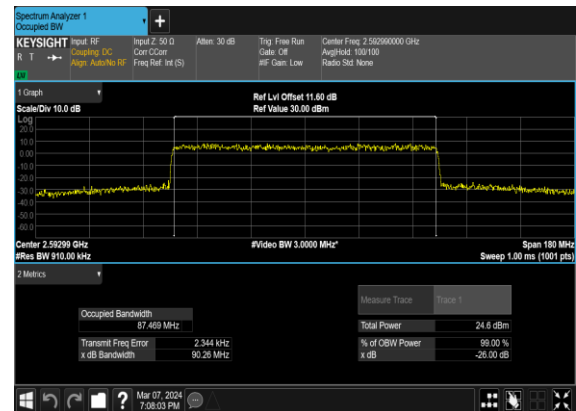 Spectrum Analyzer 1
Occupied BW
+
KEYSIGHT
R T
LW
Input: RF
Coupling: DC
Align: Auto/No RF
Input Z: 50 Ω
Corr CCorr
Freq Ref: Int (S)
Atten: 30 dB
Trig: Free Run
Gate: Off
#IF Gain: Low
Center Freq: 2.592990000 GHz
Avg|Hold: 100/100
Radio Std: None
1 Graph
Scale/Div 10.0 dB
Ref Lvl Offset 11.60 dB
Ref Value 30.00 dBm
Log
20.0
10.0
0.00
-10.0
-20.0
-30.0
-40.0
-50.0
-60.0
Center 2.59299 GHz
#Res BW 910.00 kHz
#Video BW 3.0000 MHz*
Span 180 MHz
Sweep 1.00 ms (1001 pts)
2 Metrics
Measure Trace Trace 1
Occupied Bandwidth
87.469 MHz
Total Power 24.6 dBm
Transmit Freq Error 2.344 kHz
% of OBW Power 99.00 %
x dB Bandwidth 90.26 MHz
x dB -26.00 dB
?
Mar 07, 2024
7:08:03 PM